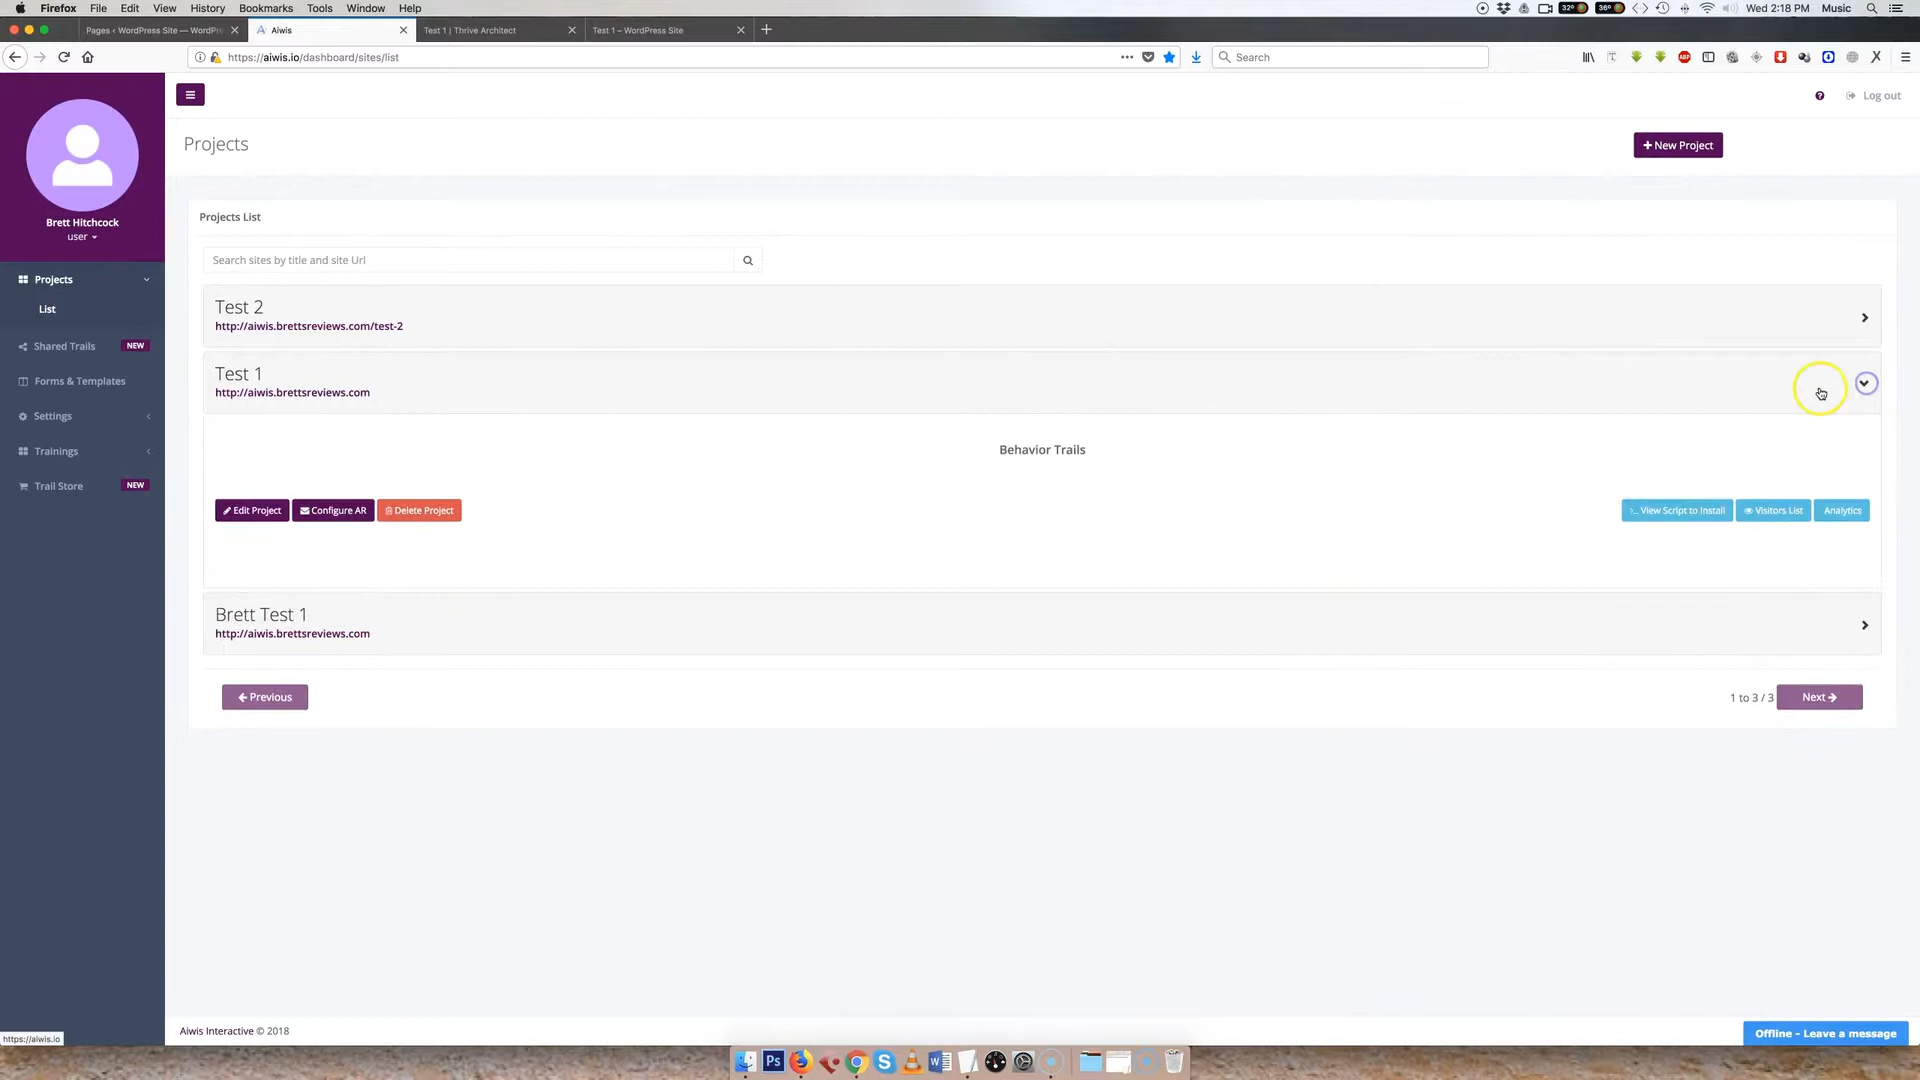 Firefox File Edit View History Bookmarks Tools Window Help
32° 36° Wed 2:18 PM Music
Pages ‹ WordPress Site — WordPre
Aiwis
Test 1 | Thrive Architect
Test 1 – WordPress Site
https://aiwis.io/dashboard/sites/list
Search
ABP
Log out
Projects
+ New Project
Brett Hitchcock
user
Projects
List
Shared Trails NEW
Forms & Templates
Settings
Trainings
Trail Store NEW
Projects List
Search sites by title and site Url
Test 2
http://aiwis.brettsreviews.com/test-2
Test 1
http://aiwis.brettsreviews.com
Behavior Trails
Edit Project Configure AR Delete Project
>_ View Script to Install Visitors List Analytics
Brett Test 1
http://aiwis.brettsreviews.com
Previous
1 to 3 / 3 Next
Aiwis Interactive © 2018
Offline - Leave a message
https://aiwis.io
Ps
S
W